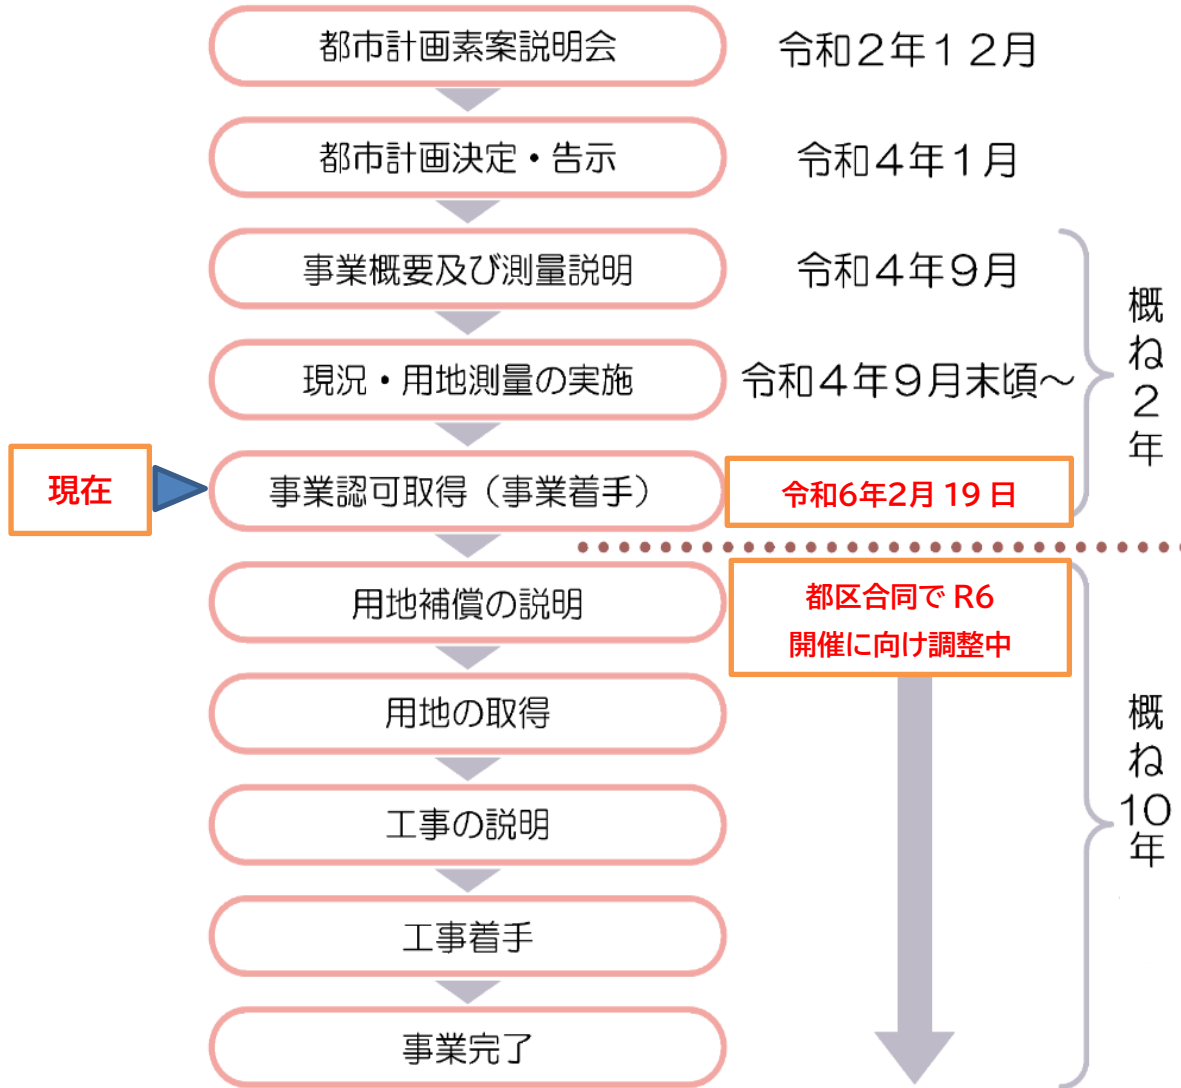 都市計画素案説明会
令和2年12月
都市計画決定・告示
令和4年1月
事業概要及び測量説明
令和4年9月
現況・用地測量の実施
令和4年9月末頃～
概ね2年
現在
事業認可取得（事業着手）
令和6年2月 19 日
用地補償の説明
都区合同で R6
開催に向け調整中
用地の取得
概ね10年
工事の説明
工事着手
事業完了